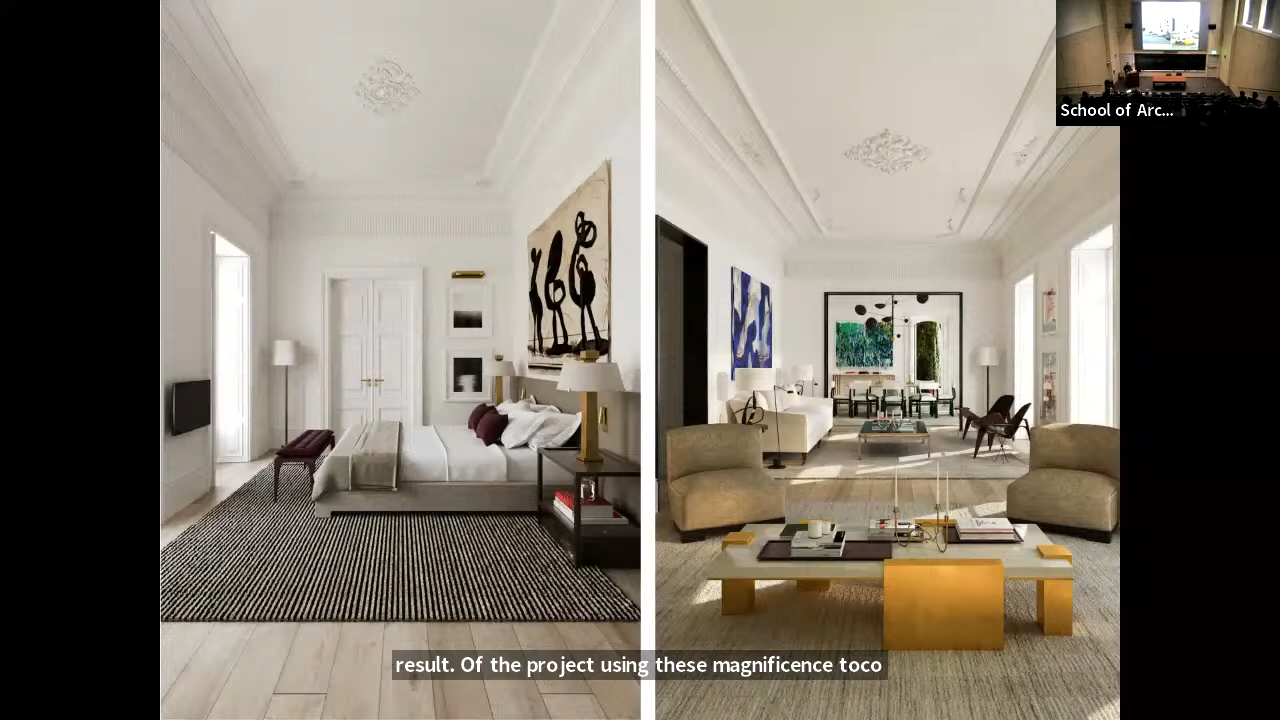 School of Arc...
result. Of the project using these magnificence toco